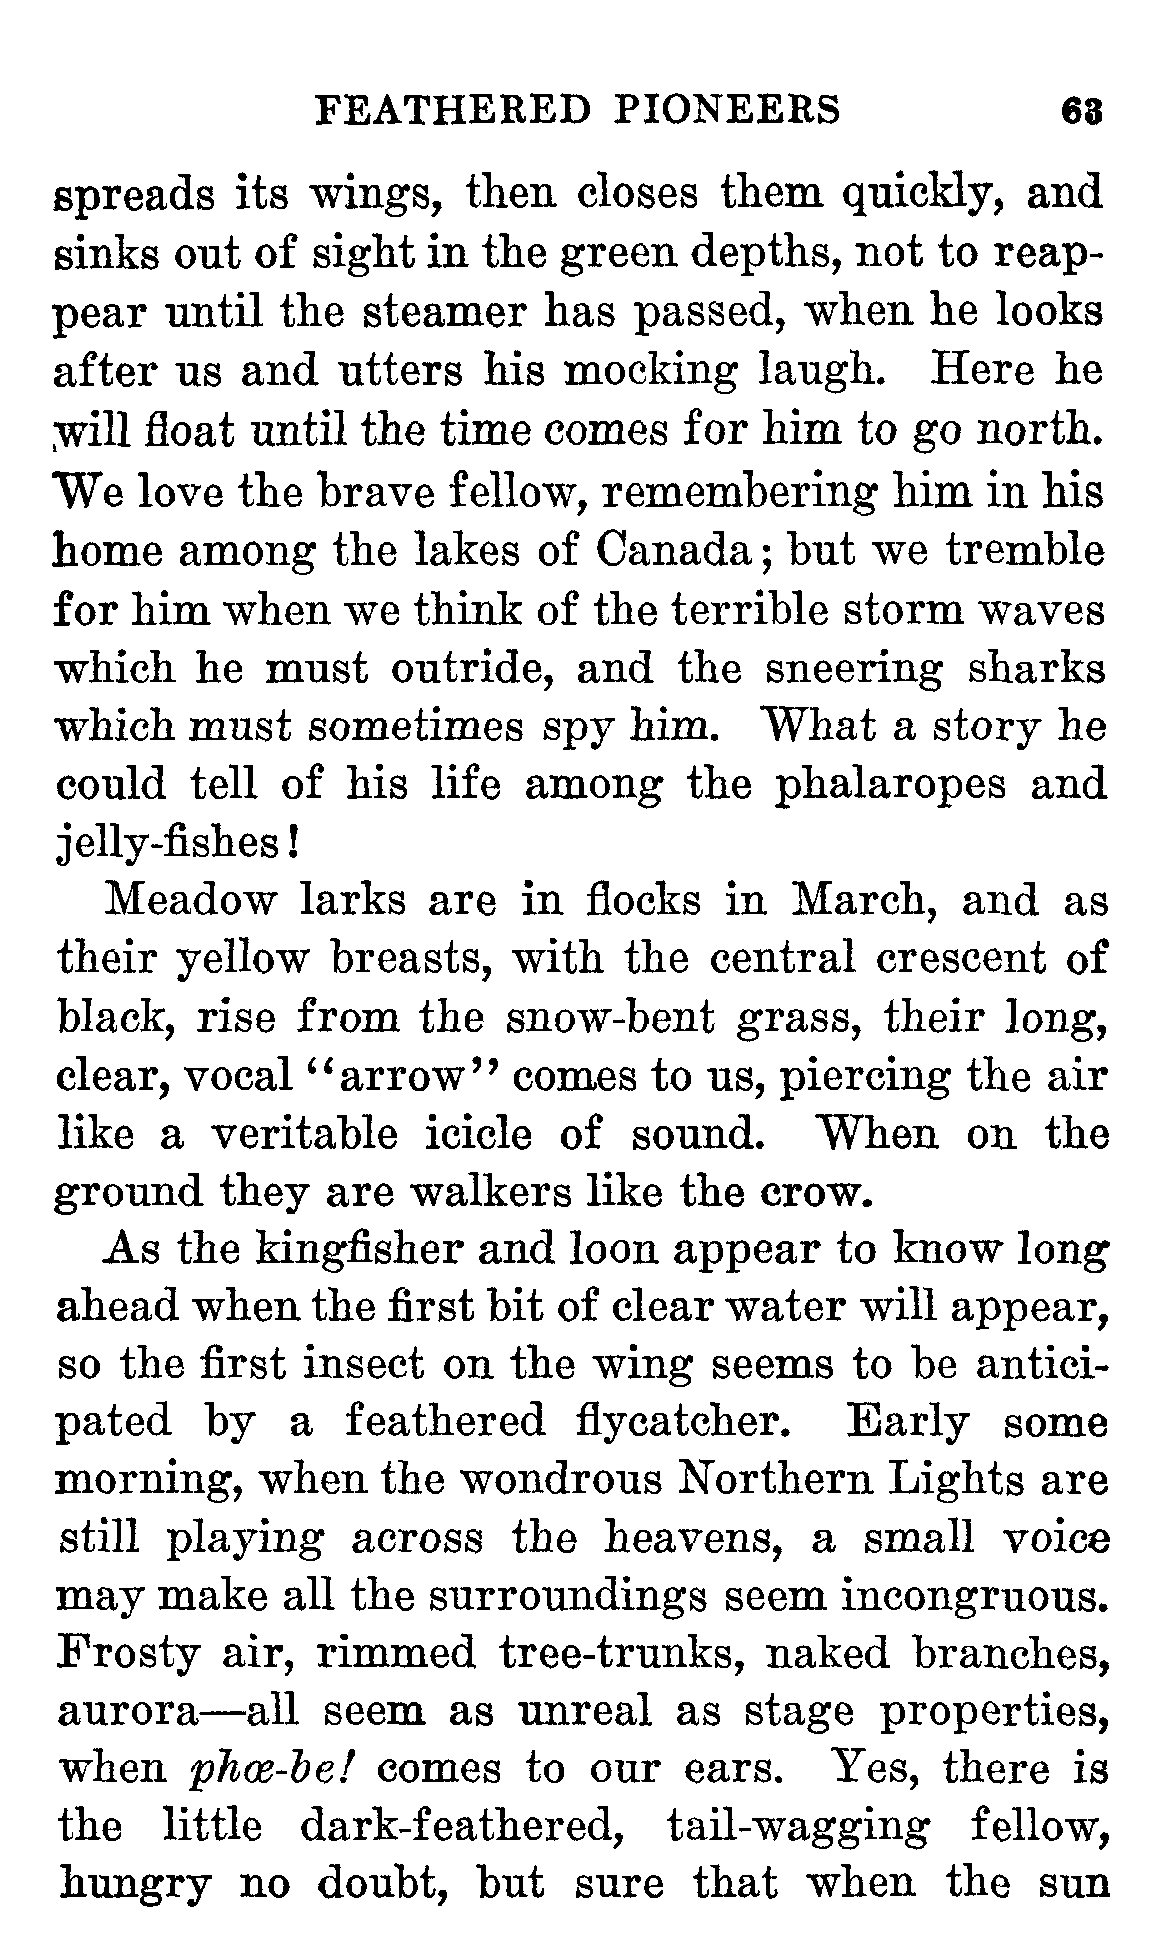 FEATHERED PIONEERS 63
spreads its wings, then closes them quickly, and
sinks out of sight in the green depths, not to reap-
pear until the steamer has passed, when he looks
after us and utters his mocking laugh. Here he
will float until the time comes for him to go north.
We love the brave fellow, remembering him in his
home among the lakes of Canada; but we tremble
for him when we think of the terrible storm waves
which he must outride, and the sneering sharks
which must sometimes spy him. What a story he
could tell of his life among the phalaropes and
jelly-fishes!
Meadow larks are in flocks in March, and as
their yellow breasts, with the central crescent of
black, rise from the snow-bent grass, their long,
clear, vocal “arrow” comes to us, piercing the air
like a veritable icicle of sound. When on the
ground they are walkers like the crow.
As the kingfisher and loon appear to know long
ahead when the first bit of clear water will appear,
so the first insect on the wing seems to be antici-
pated by a feathered flycatcher. Early some
morning, when the wondrous Northern Lights are
still playing across the heavens, a small voice
may make all the surroundings seem incongruous.
Frosty air, rimmed tree-trunks, naked branches,
aurora—all seem as unreal as stage properties,
when phœ-be! comes to our ears. Yes, there is
the little dark-feathered, tail-wagging fellow,
hungry no doubt, but sure that when the sun